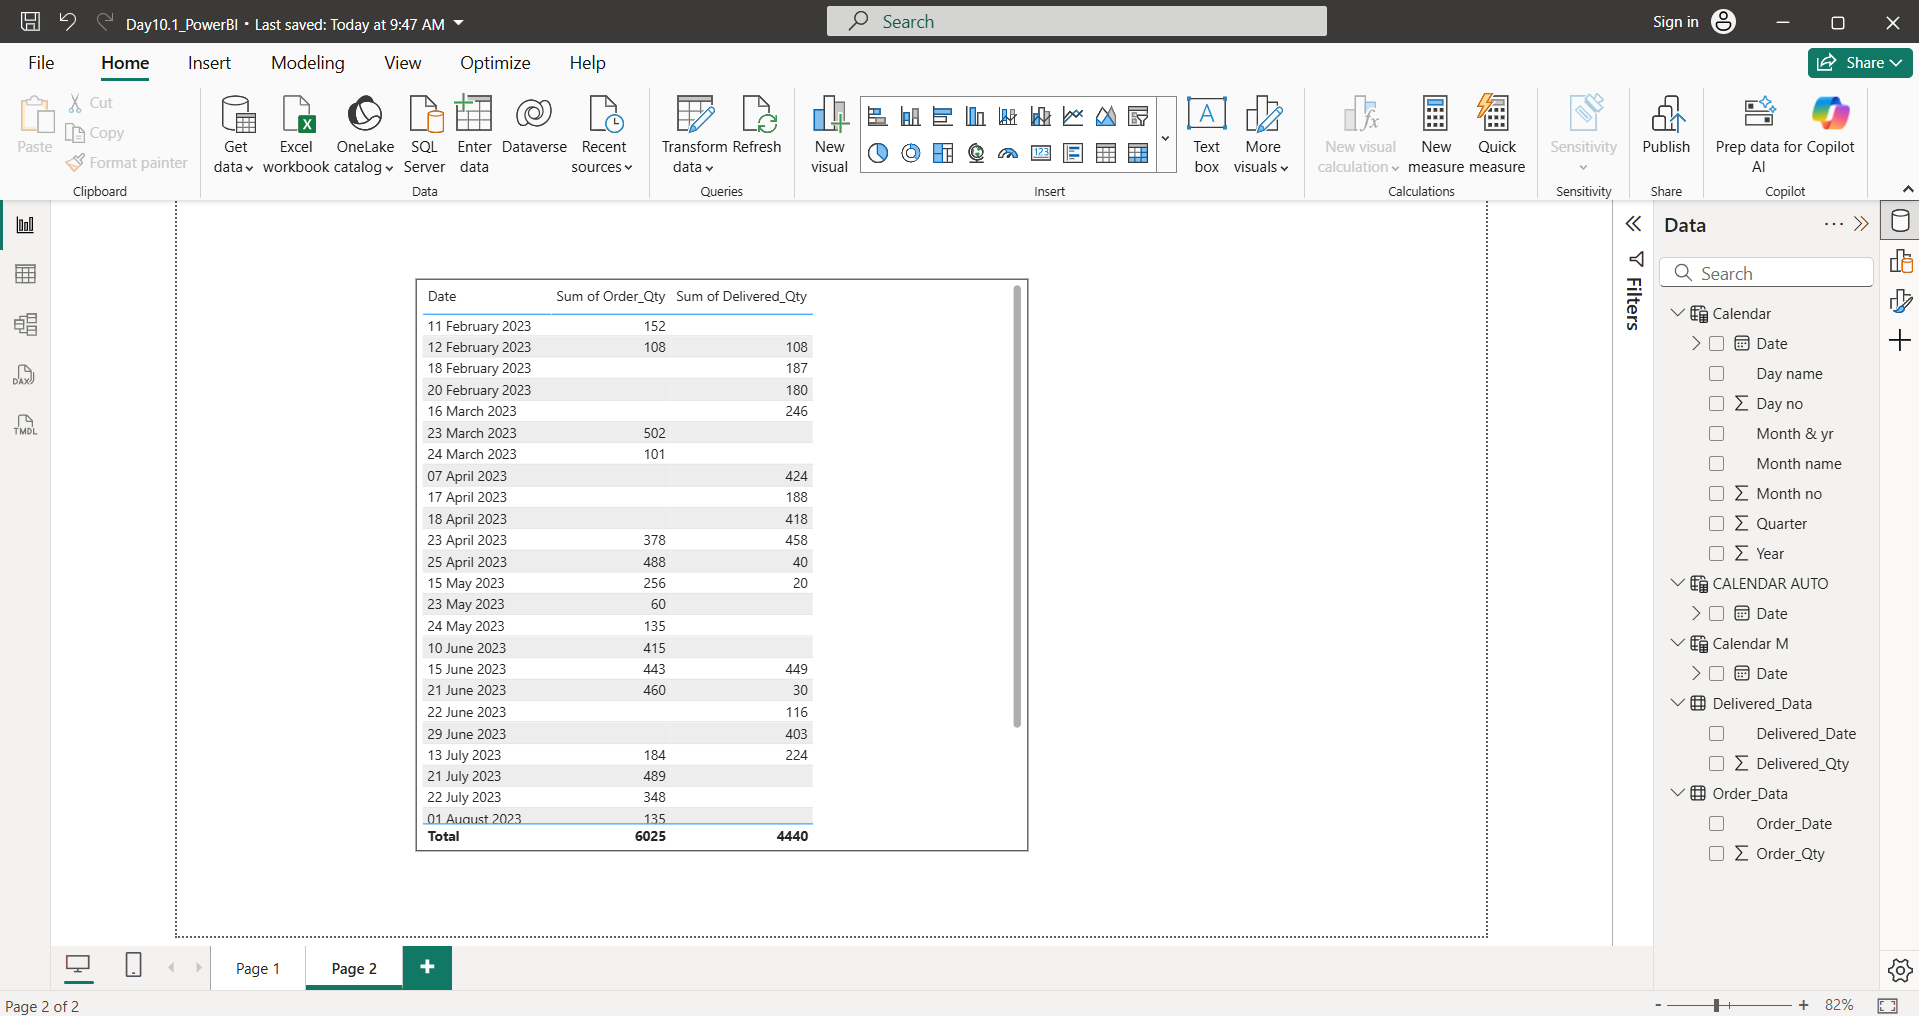 Day10.1_PowerBI • Last saved: Today at 9:47 AM
Search
Sign in
File Home Insert Modeling View Optimize Help
Share
Paste
Cut
Copy
Format painter
Clipboard
Get data
Excel workbook
OneLake catalog
SQL Server
Enter data
Dataverse
Recent sources
Data
Transform data
Refresh
Queries
New visual
123
A
Text box
More visuals
Insert
New visual calculation
New measure
Quick measure
Calculations
Sensitivity
Sensitivity
Publish
Share
Prep data for AI
Copilot
Copilot
DAX
TMDL
Date Sum of Order_Qty Sum of Delivered_Qty
11 February 2023 152
12 February 2023 108 108
18 February 2023 187
20 February 2023 180
16 March 2023 246
23 March 2023 502
24 March 2023 101
07 April 2023 424
17 April 2023 188
18 April 2023 418
23 April 2023 378 458
25 April 2023 488 40
15 May 2023 256 20
23 May 2023 60
24 May 2023 135
10 June 2023 415
15 June 2023 443 449
21 June 2023 460 30
22 June 2023 116
29 June 2023 403
13 July 2023 184 224
21 July 2023 489
22 July 2023 348
01 August 2023 135
Total 6025 4440
Filters
Data
Search
Calendar
Date
Day name
Day no
Month & yr
Month name
Month no
Quarter
Year
CALENDAR AUTO
Date
Calendar M
Date
Delivered_Data
Delivered_Date
Delivered_Qty
Order_Data
Order_Date
Order_Qty
Page 1
Page 2
Page 2 of 2
- + 82%